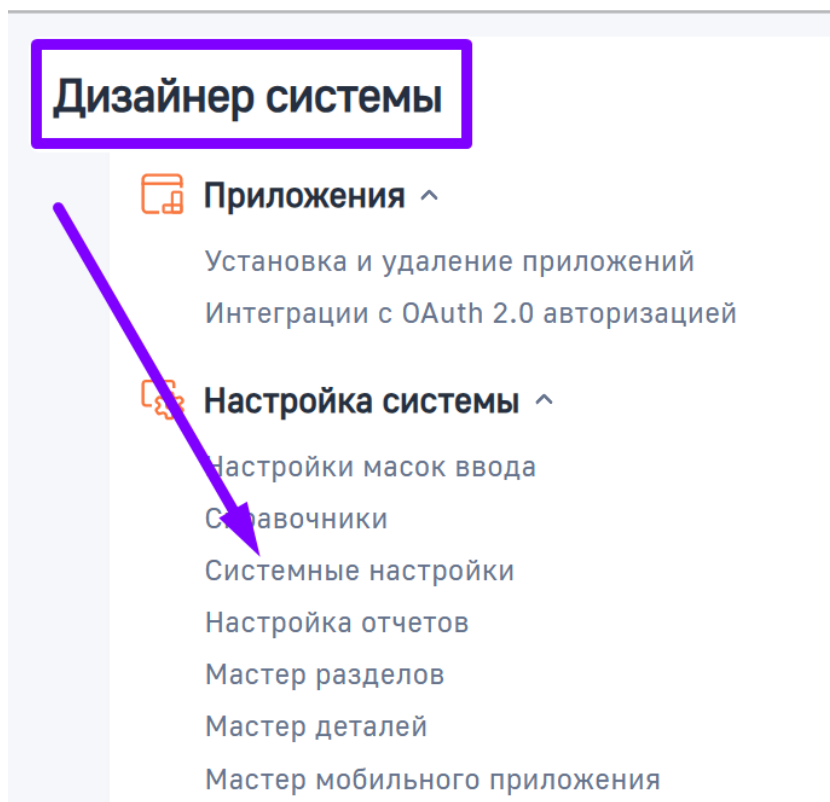 Дизайнер системы
Приложения
Установка и удаление приложений
Интеграции с OAuth 2.0 авторизацией
Настройка системы
Настройки масок ввода
Справочники
Системные настройки
Настройка отчетов
Мастер разделов
Мастер деталей
Мастер мобильного приложения